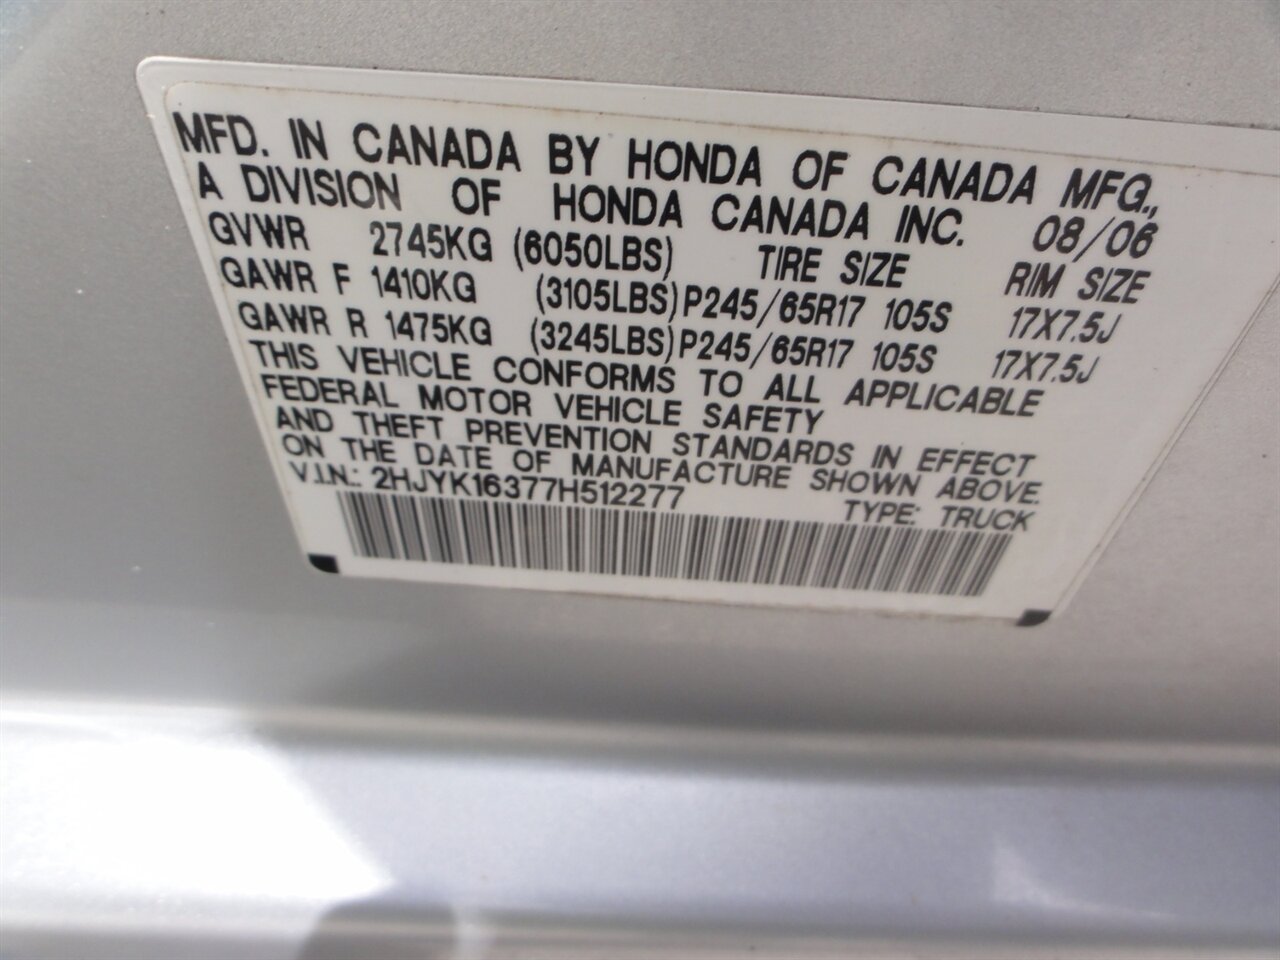 MFD. IN CANADA BY HONDA OF CANADA MFG.,
A DIVISION OF HONDA CANADA INC. 08/06
GVWR 2745KG (6050LBS) TIRE SIZE RIM SIZE
GAWR F 1410KG (3105LBS) P245/65R17 105S 17X7.5J
GAWR R 1475KG (3245LBS) P245/65R17 105S 17X7.5J
THIS VEHICLE CONFORMS TO ALL APPLICABLE
FEDERAL MOTOR VEHICLE SAFETY
AND THEFT PREVENTION STANDARDS IN EFFECT
ON THE DATE OF MANUFACTURE SHOWN ABOVE.
V.I.N.: 2HJYK16377H512277 TYPE: TRUCK